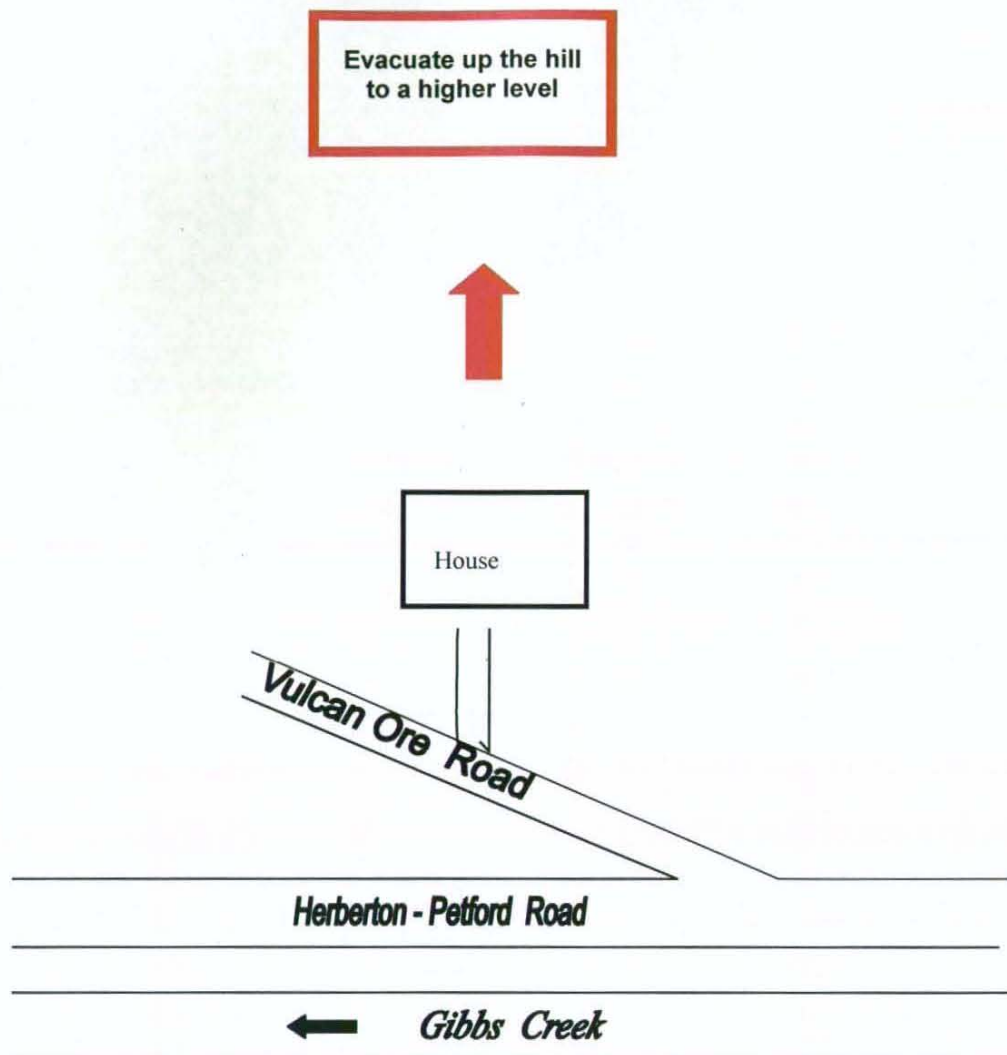 Evacuate up the hill
to a higher level
House
Vulcan Ore Road
Herberton - Petford Road
Gibbs Creek